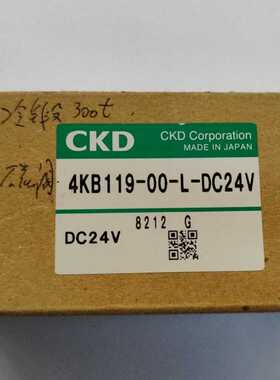 冷锻 300t
CKD
CKD Corporation
MADE IN JAPAN
4KB119-00-L-DC24V
8212 G
DC24V